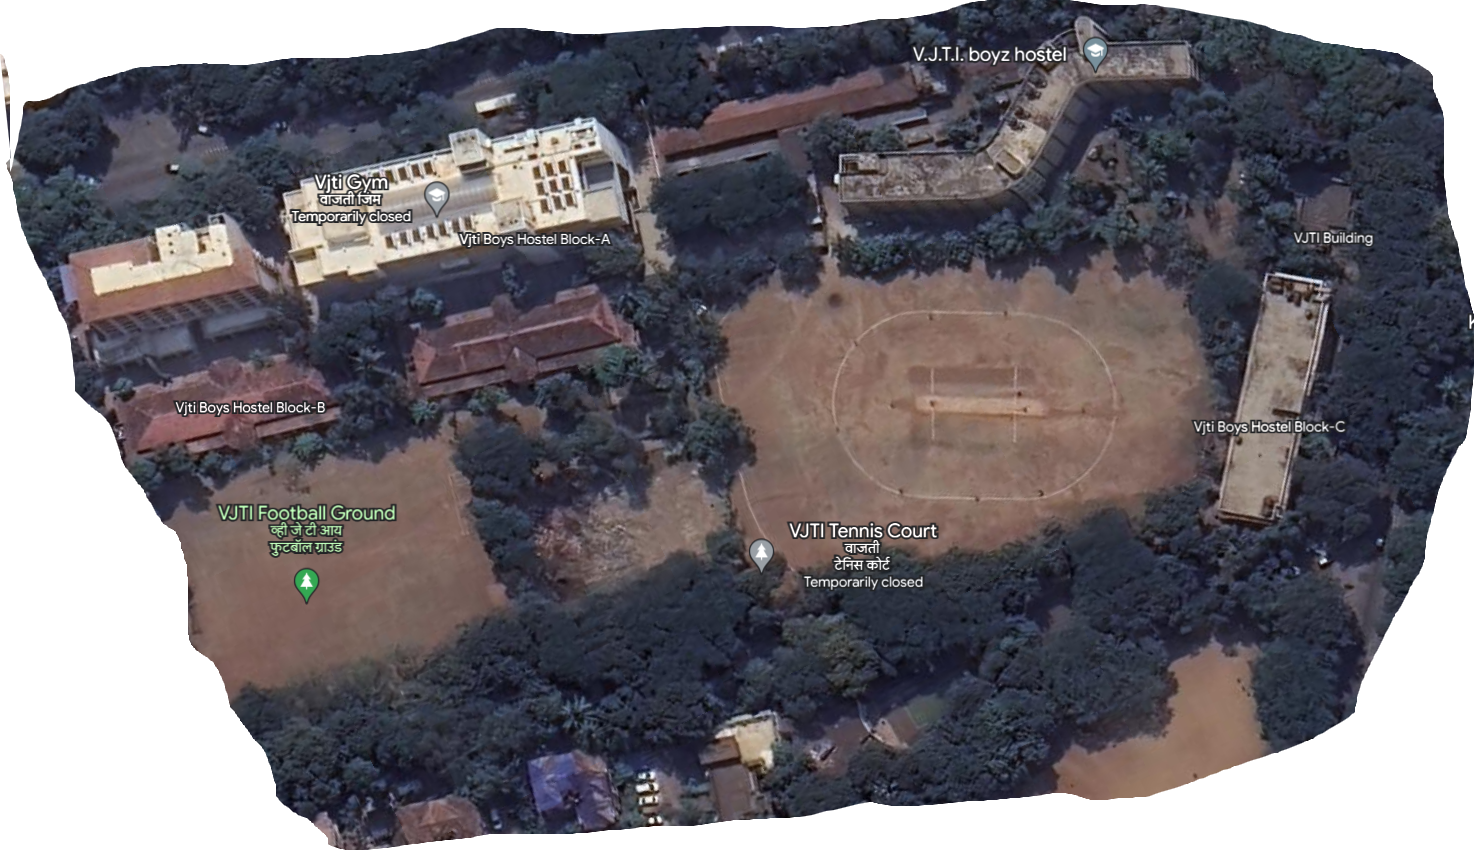 V.J.T.I. boyz hostel
Vjti Gym
वाजती जिम
Temporarily closed
Vjti Boys Hostel Block-A
VJTI Building
Vjti Boys Hostel Block-B
Vjti Boys Hostel Block-C
VJTI Football Ground
व्ही जे टी आय
फुटबॉल ग्राउंड
VJTI Tennis Court
वाजती
टेनिस कोर्ट
Temporarily closed